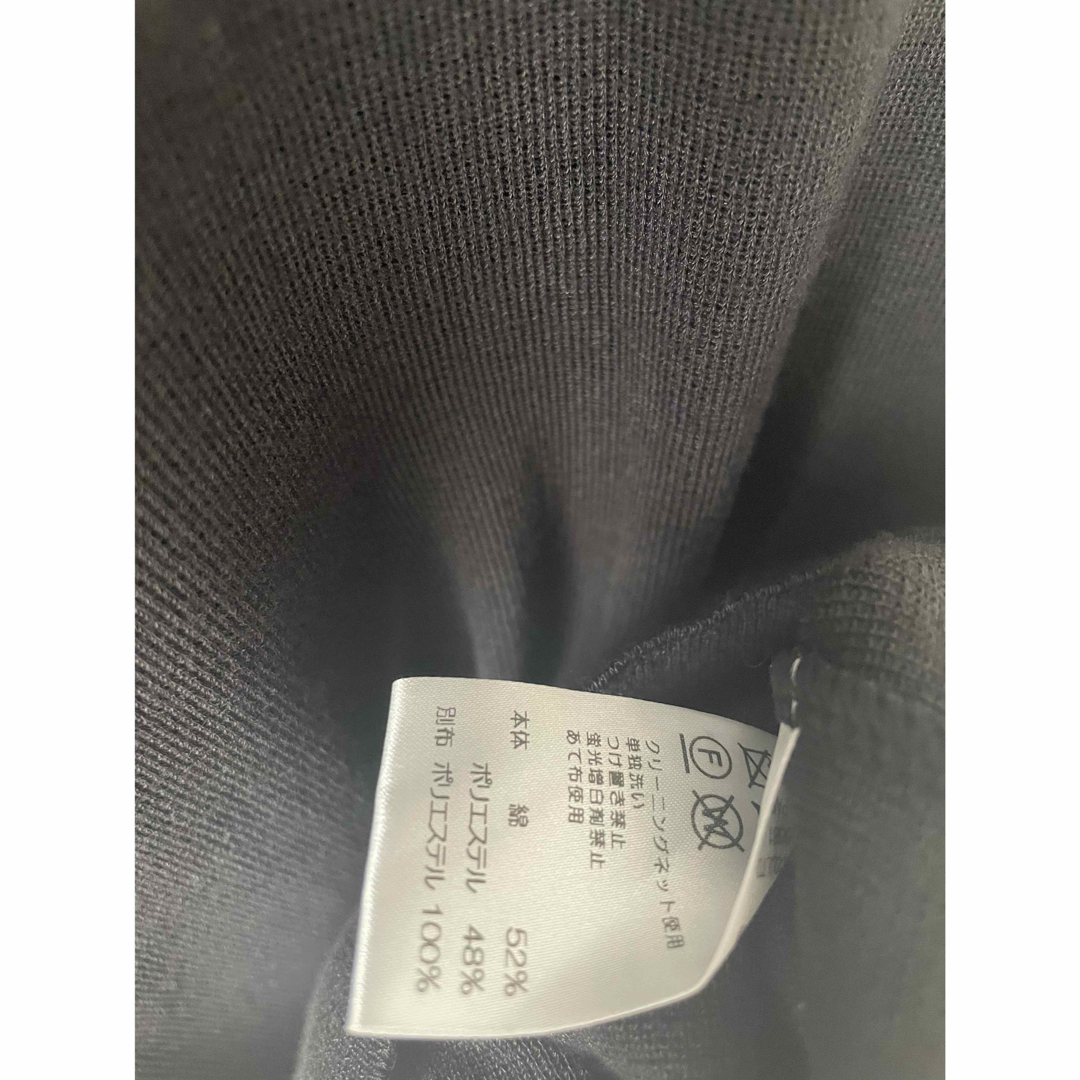 Ⓕ
Ⓦ
クリーニングネット使用
単独洗い
つけ置き禁止
蛍光増白剤禁止
あて布使用
本体 綿 52%
ポリエステル 48%
別布 ポリエステル 100%